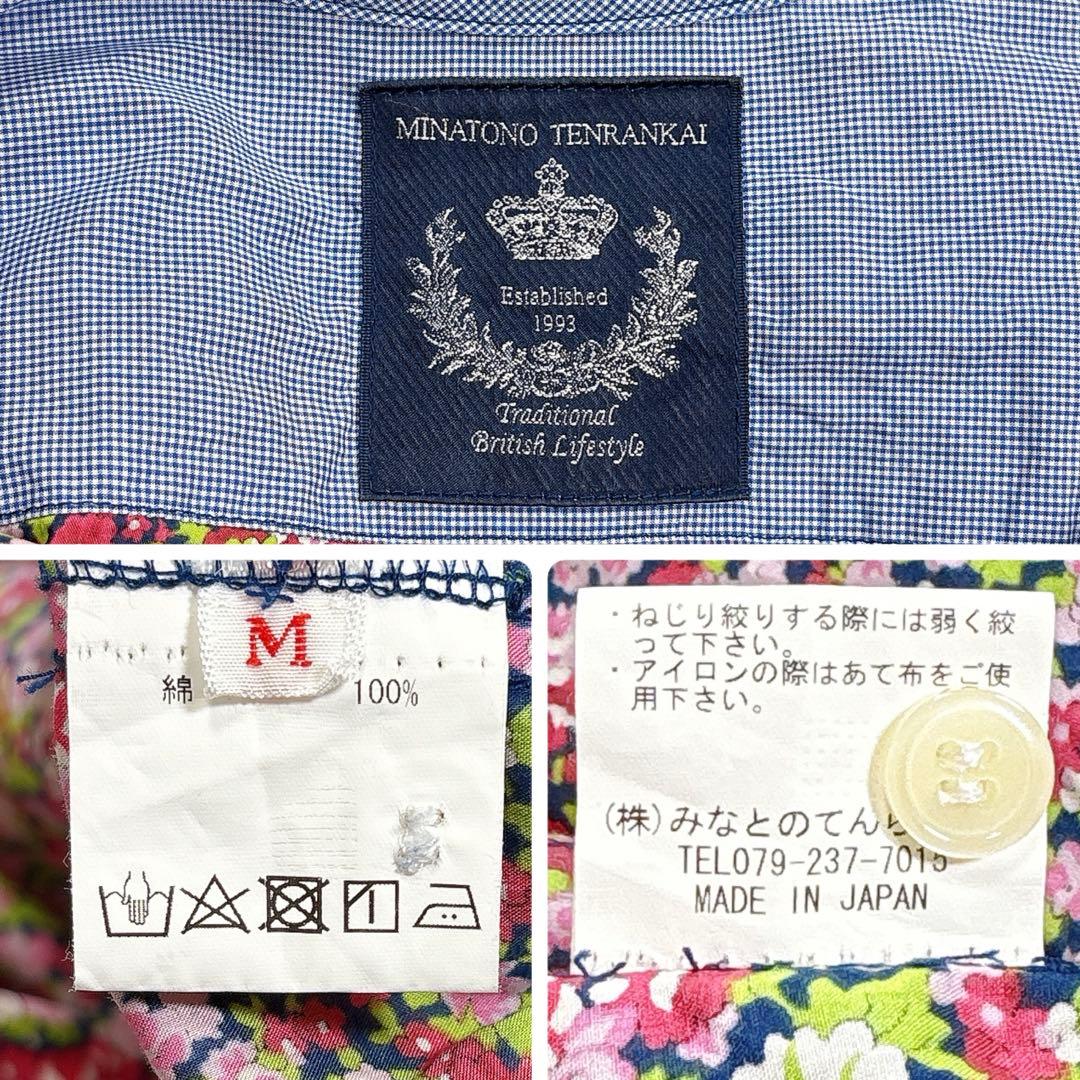 MINATONO TENRANKAI
Established
1993
Traditional
British Lifestyle
M
綿 100%
・ねじり絞りする際には弱く絞
って下さい。
・アイロンの際はあて布をご使
用下さい。
(株)みなとのてん
TEL079-237-7015
MADE IN JAPAN